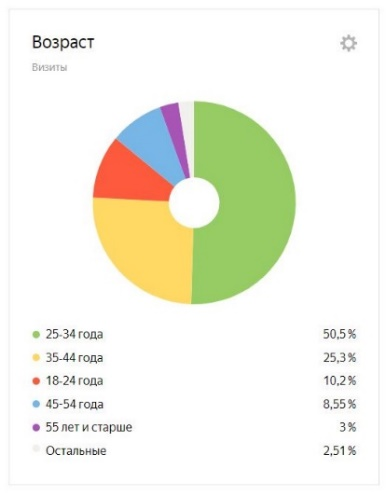 Возраст
Визиты
25-34 года 50,5 %
35-44 года 25,3 %
18-24 года 10,2 %
45-54 года 8,55 %
55 лет и старше 3 %
Остальные 2,51 %